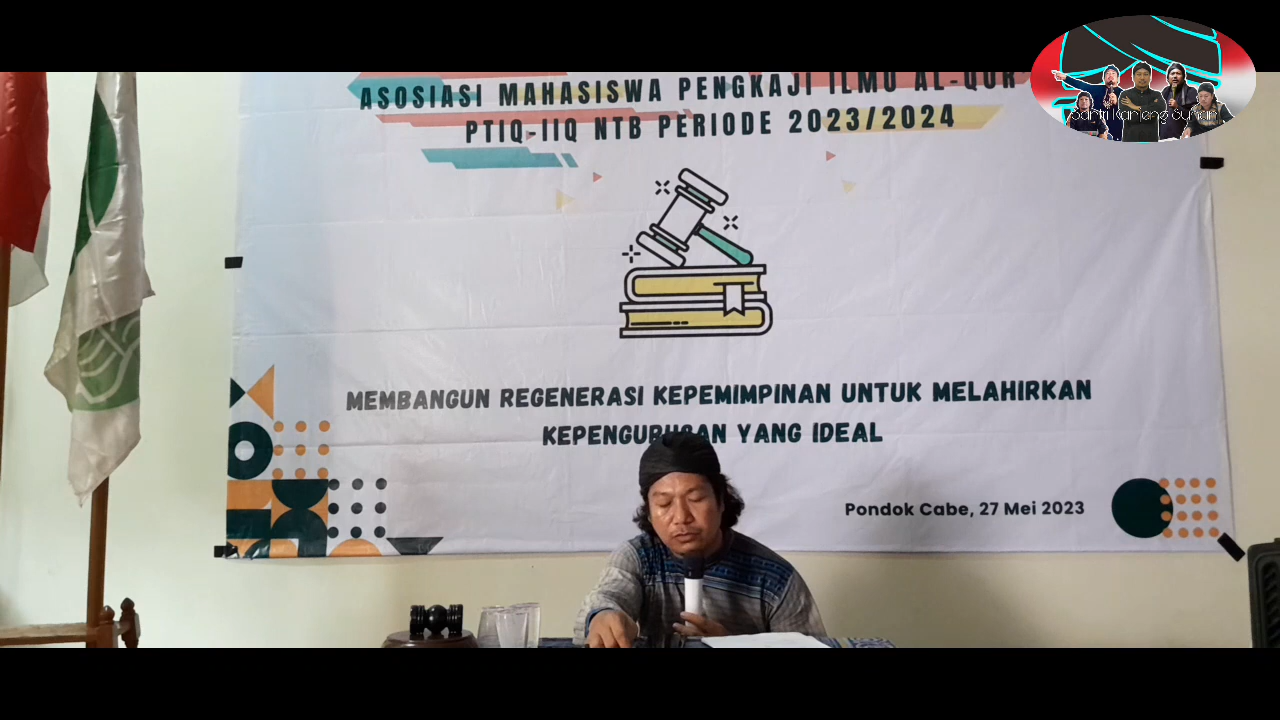 ASOSIASI MAHASISWA PENGKAJI ILMU AL-QUR
PTIQ-IIQ NTB PERIODE 2023/2024
MEMBANGUN REGENERASI KEPEMIMPINAN UNTUK MELAHIRKAN
KEPENGURUSAN YANG IDEAL
Pondok Cabe, 27 Mei 2023